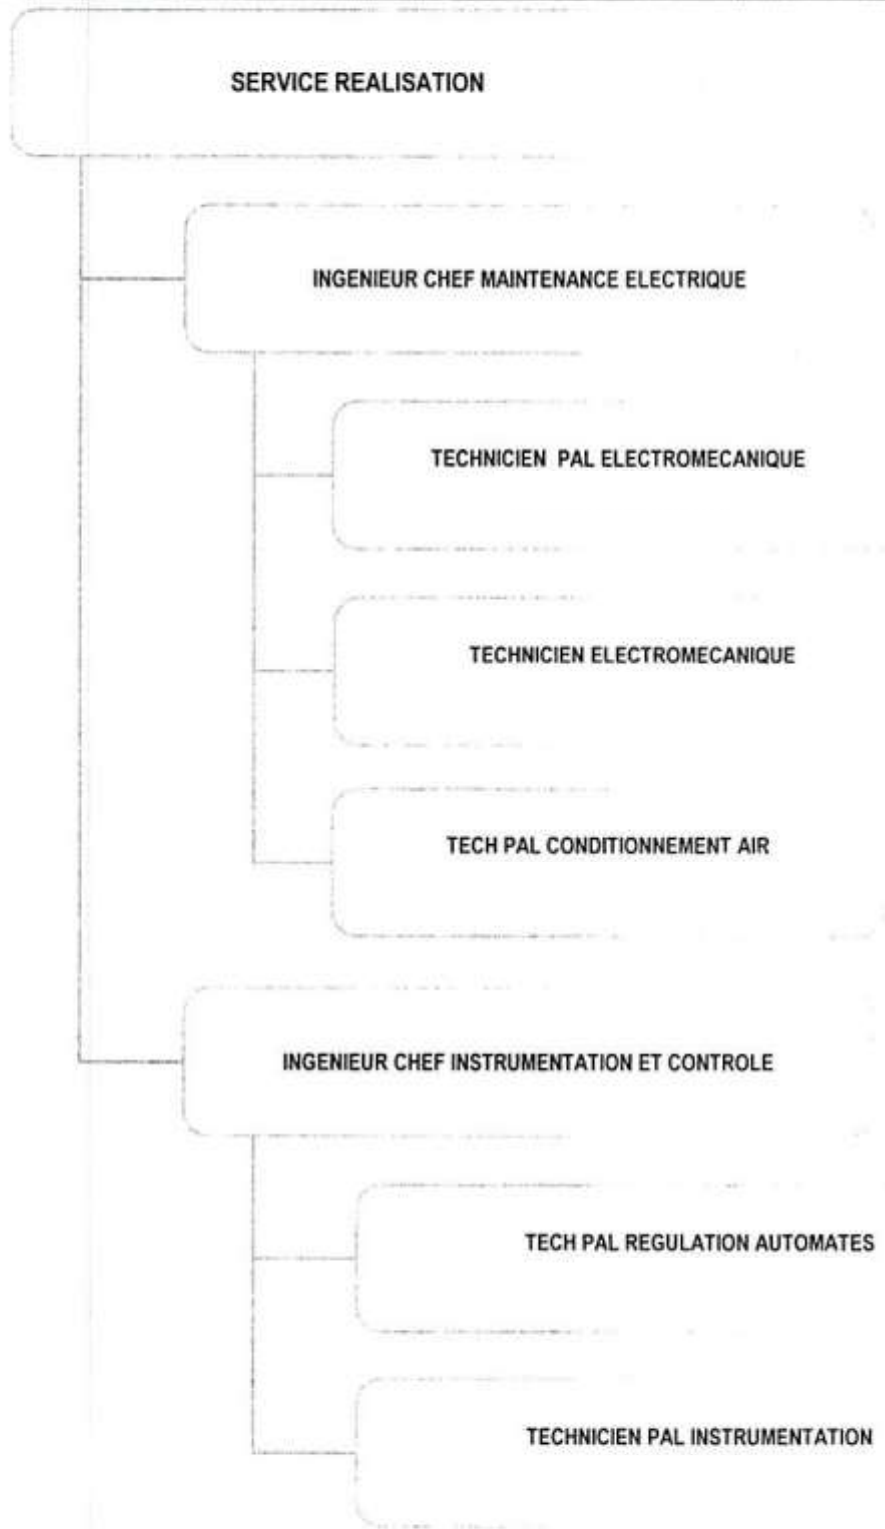 SERVICE REALISATION
INGENIEUR CHEF MAINTENANCE ELECTRIQUE
TECHNICIEN PAL ELECTROMECANIQUE
TECHNICIEN ELECTROMECANIQUE
TECH PAL CONDITIONNEMENT AIR
INGENIEUR CHEF INSTRUMENTATION ET CONTROLE
TECH PAL REGULATION AUTOMATES
TECHNICIEN PAL INSTRUMENTATION